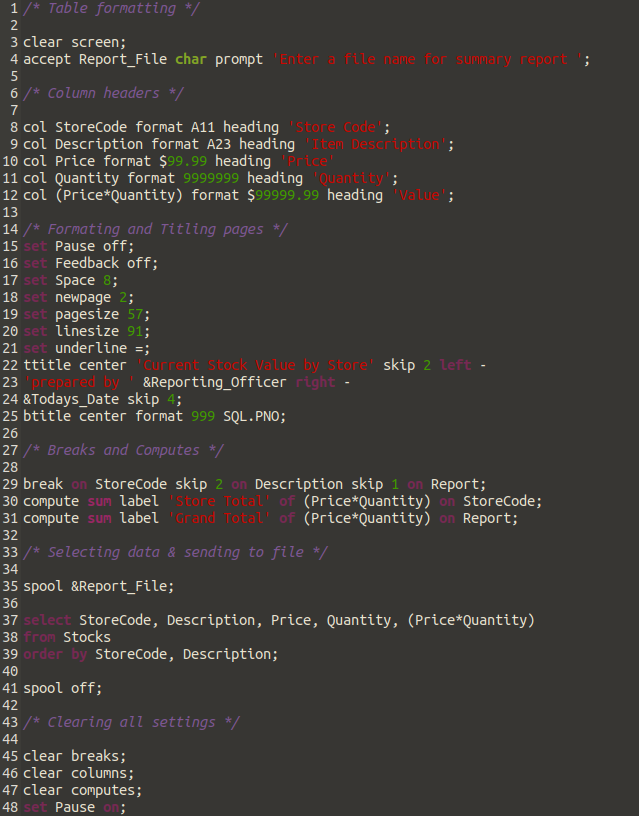 1 /* Table formatting */
2
3 clear screen;
4 accept Report_File char prompt 'Enter a file name for summary report ';
5
6 /* Column headers */
7
8 col StoreCode format A11 heading 'Store Code';
9 col Description format A23 heading 'Item Description';
10 col Price format $99.99 heading 'Price'
11 col Quantity format 9999999 heading 'Quantity';
12 col (Price*Quantity) format $99999.99 heading 'Value';
13
14 /* Formating and Titling pages */
15 set Pause off;
16 set Feedback off;
17 set Space 8;
18 set newpage 2;
19 set pagesize 57;
20 set linesize 91;
21 set underline =;
22 ttitle center 'Current Stock Value by Store' skip 2 left -
23 'prepared by ' &Reporting_Officer right -
24 &Todays_Date skip 4;
25 btitle center format 999 SQL.PNO;
26
27 /* Breaks and Computes */
28
29 break on StoreCode skip 2 on Description skip 1 on Report;
30 compute sum label 'Store Total' of (Price*Quantity) on StoreCode;
31 compute sum label 'Grand Total' of (Price*Quantity) on Report;
32
33 /* Selecting data & sending to file */
34
35 spool &Report_File;
36
37 select StoreCode, Description, Price, Quantity, (Price*Quantity)
38 from Stocks
39 order by StoreCode, Description;
40
41 spool off;
42
43 /* Clearing all settings */
44
45 clear breaks;
46 clear columns;
47 clear computes;
48 set Pause on;